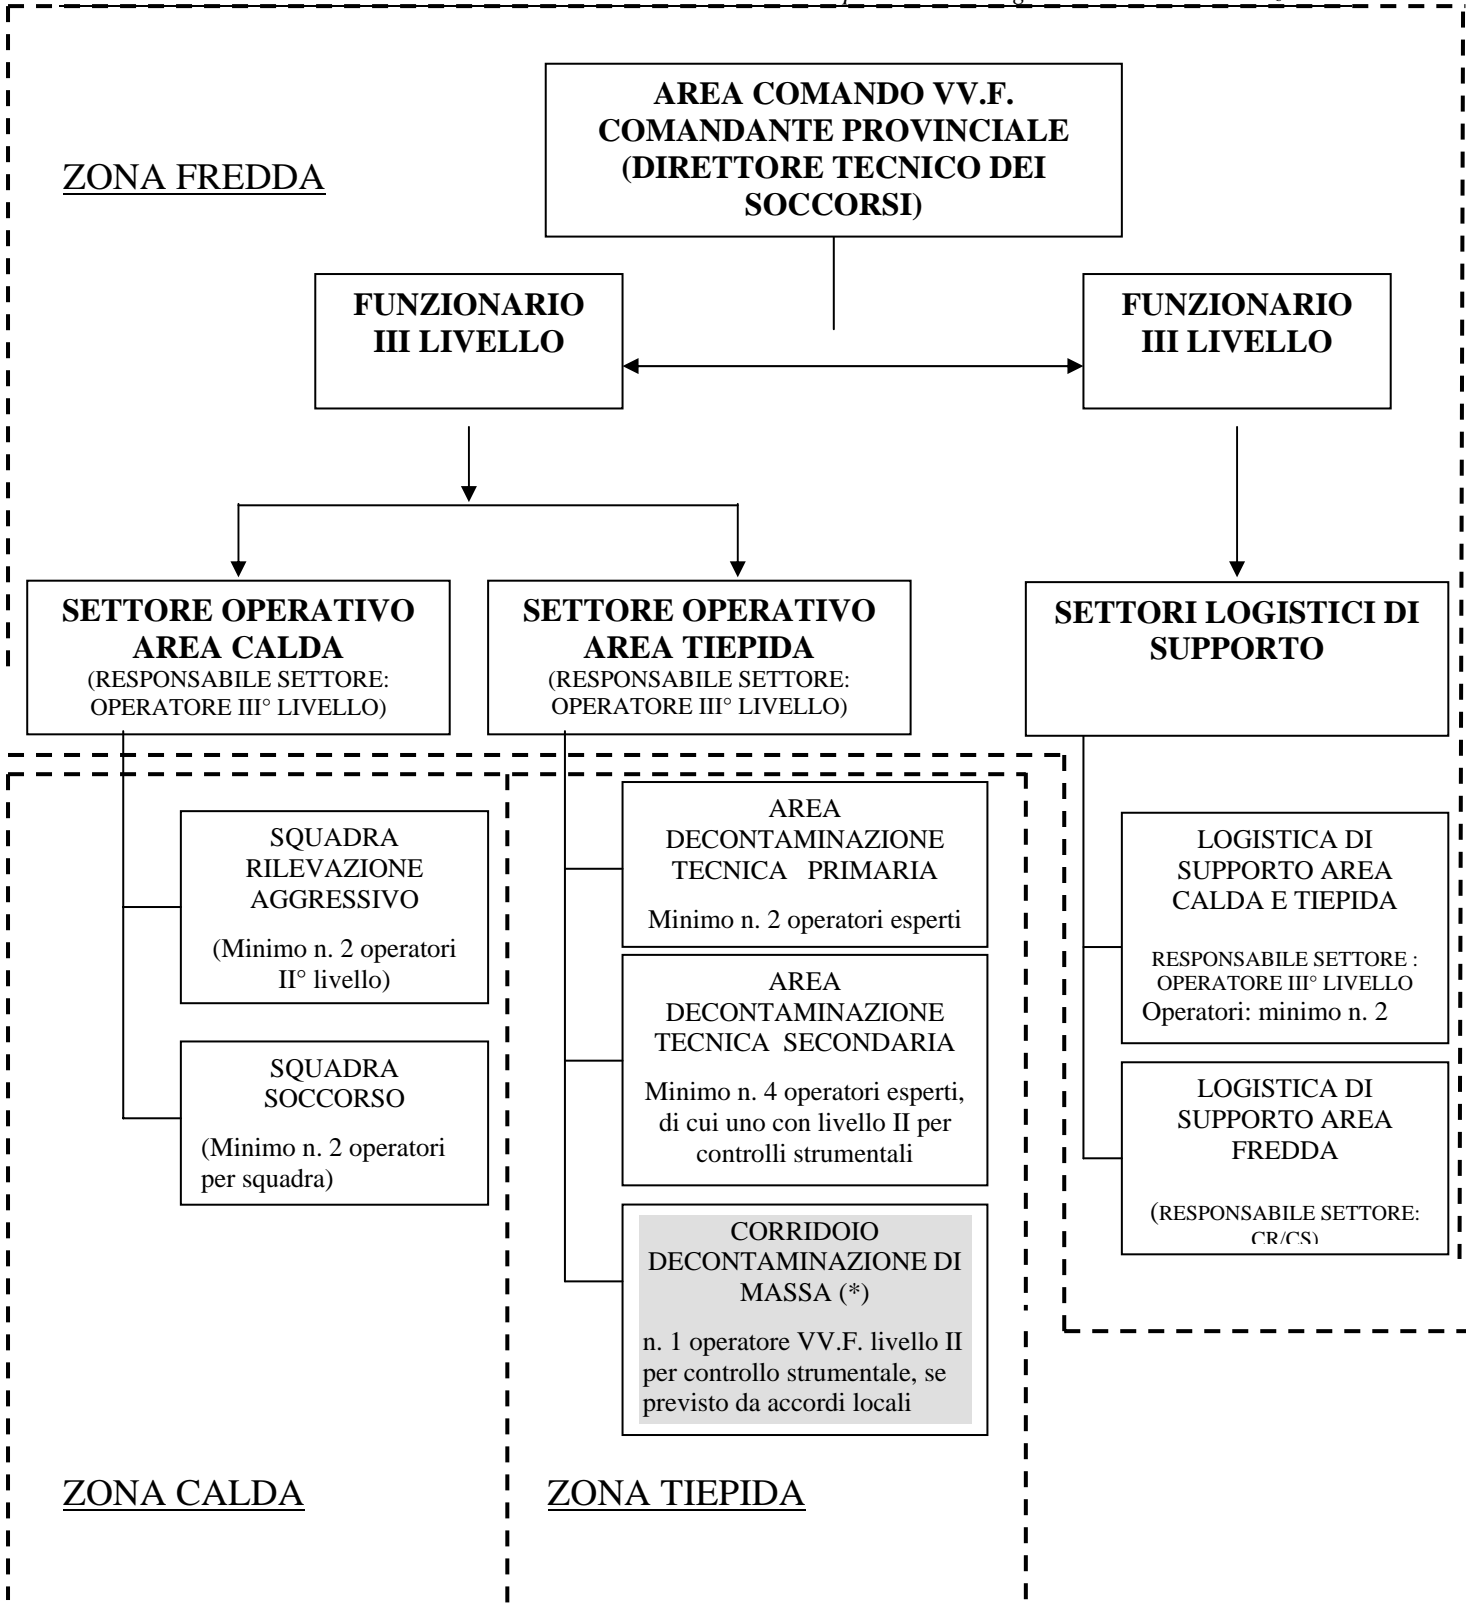 AREA COMANDO VV.F.
COMANDANTE PROVINCIALE
(DIRETTORE TECNICO DEI
SOCCORSI)
ZONA FREDDA
FUNZIONARIO
III LIVELLO
FUNZIONARIO
III LIVELLO
SETTORE OPERATIVO
AREA CALDA
(RESPONSABILE SETTORE:
OPERATORE III° LIVELLO)
SETTORE OPERATIVO
AREA TIEPIDA
(RESPONSABILE SETTORE:
OPERATORE III° LIVELLO)
SETTORI LOGISTICI DI
SUPPORTO
SQUADRA
RILEVAZIONE
AGGRESSIVO
(Minimo n. 2 operatori
II° livello)
SQUADRA
SOCCORSO
(Minimo n. 2 operatori
per squadra)
AREA
DECONTAMINAZIONE
TECNICA PRIMARIA
Minimo n. 2 operatori esperti
AREA
DECONTAMINAZIONE
TECNICA SECONDARIA
Minimo n. 4 operatori esperti,
di cui uno con livello II per
controlli strumentali
CORRIDOIO
DECONTAMINAZIONE DI
MASSA (*)
n. 1 operatore VV.F. livello II
per controllo strumentale, se
previsto da accordi locali
LOGISTICA DI
SUPPORTO AREA
CALDA E TIEPIDA
RESPONSABILE SETTORE :
OPERATORE III° LIVELLO
Operatori: minimo n. 2
LOGISTICA DI
SUPPORTO AREA
FREDDA
(RESPONSABILE SETTORE:
CR/CS)
ZONA CALDA
ZONA TIEPIDA